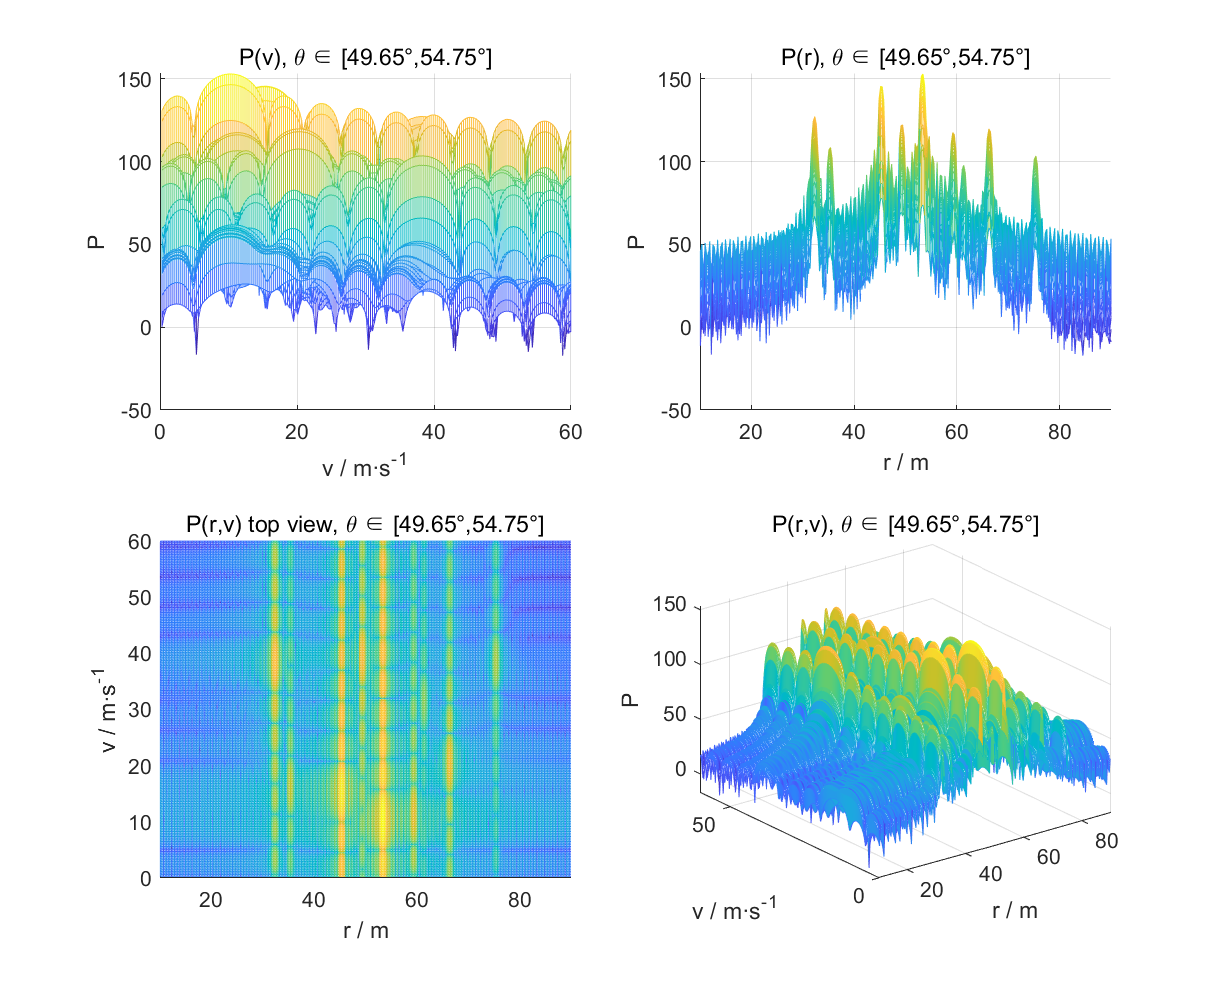 P(v), θ ∈ [49.65°,54.75°]
150
100
50
0
-50
P
0 20 40 60
v / m·s-1
P(r), θ ∈ [49.65°,54.75°]
150
100
50
0
-50
P
20 40 60 80
r / m
P(r,v) top view, θ ∈ [49.65°,54.75°]
60
50
40
30
20
10
0
v / m·s-1
20 40 60 80
r / m
P(r,v), θ ∈ [49.65°,54.75°]
150
100
50
0
P
50
0
v / m·s-1
20 40 60 80
r / m